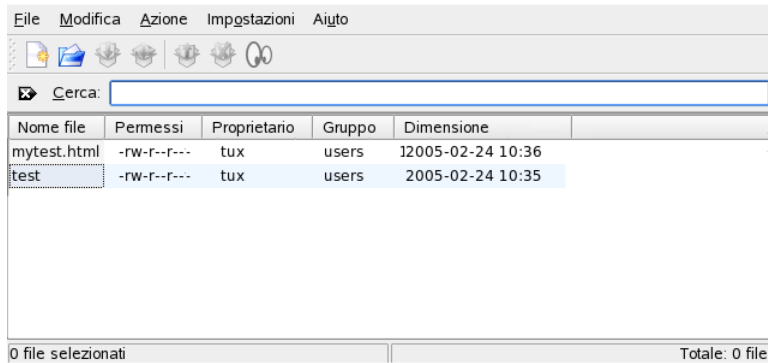 File Modifica Azione Impostazioni Aiuto
Cerca:
Nome file Permessi Proprietario Gruppo Dimensione
mytest.html -rw-r--r--- tux users 12005-02-24 10:36
test -rw-r--r--- tux users 2005-02-24 10:35
0 file selezionati Totale: 0 file